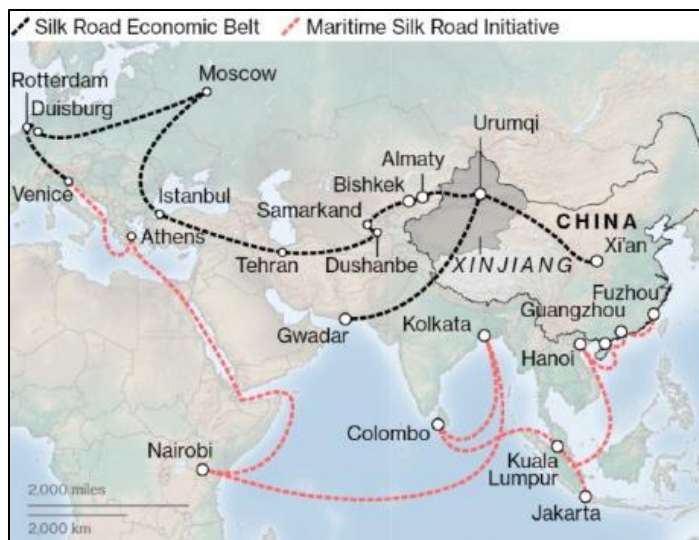 Silk Road Economic Belt Maritime Silk Road Initiative
Rotterdam
Duisburg
Moscow
Urumqi
Almaty
Bishkek
Venice
Istanbul
Samarkand
CHINA
Athens
Xi'an
Tehran
Dushanbe
XINJIANG
Fuzhou
Guangzhou
Gwadar
Kolkata
Hanoi
Colombo
Nairobi
Kuala
Lumpur
2,000 miles
Jakarta
2,000 km